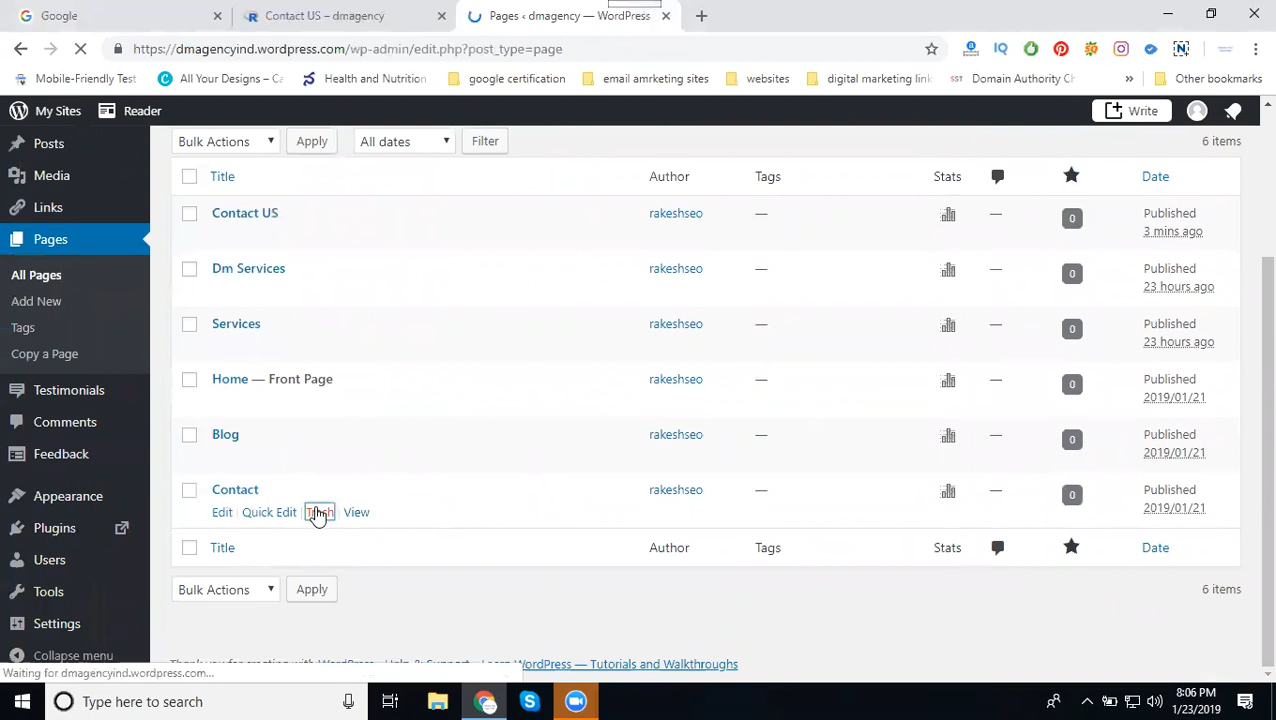 Google
Contact US – dmagency
Pages ‹ dmagency — WordPress
https://dmagencyind.wordpress.com/wp-admin/edit.php?post_type=page
Mobile-Friendly Test
All Your Designs – Ca
Health and Nutrition
google certification
email amrketing sites
websites
digital marketing link
SST Domain Authority Ch
» Other bookmarks
My Sites
Reader
Write
Posts
Media
Links
Pages
All Pages
Add New
Tags
Copy a Page
Testimonials
Comments
Feedback
Appearance
Plugins
Users
Tools
Settings
Collapse menu
Bulk Actions Apply All dates Filter 6 items
Title Author Tags Stats Date
Contact US rakeshseo — — 0 Published
3 mins ago
Dm Services rakeshseo — — 0 Published
23 hours ago
Services rakeshseo — — 0 Published
23 hours ago
Home — Front Page rakeshseo — — 0 Published
2019/01/21
Blog rakeshseo — — 0 Published
2019/01/21
Contact rakeshseo — — 0 Published
Edit | Quick Edit | Trash | View 2019/01/21
Title Author Tags Stats Date
Bulk Actions Apply 6 items
WordPress — Tutorials and Walkthroughs
Waiting for dmagencyind.wordpress.com...
Type here to search
8:06 PM
1/23/2019